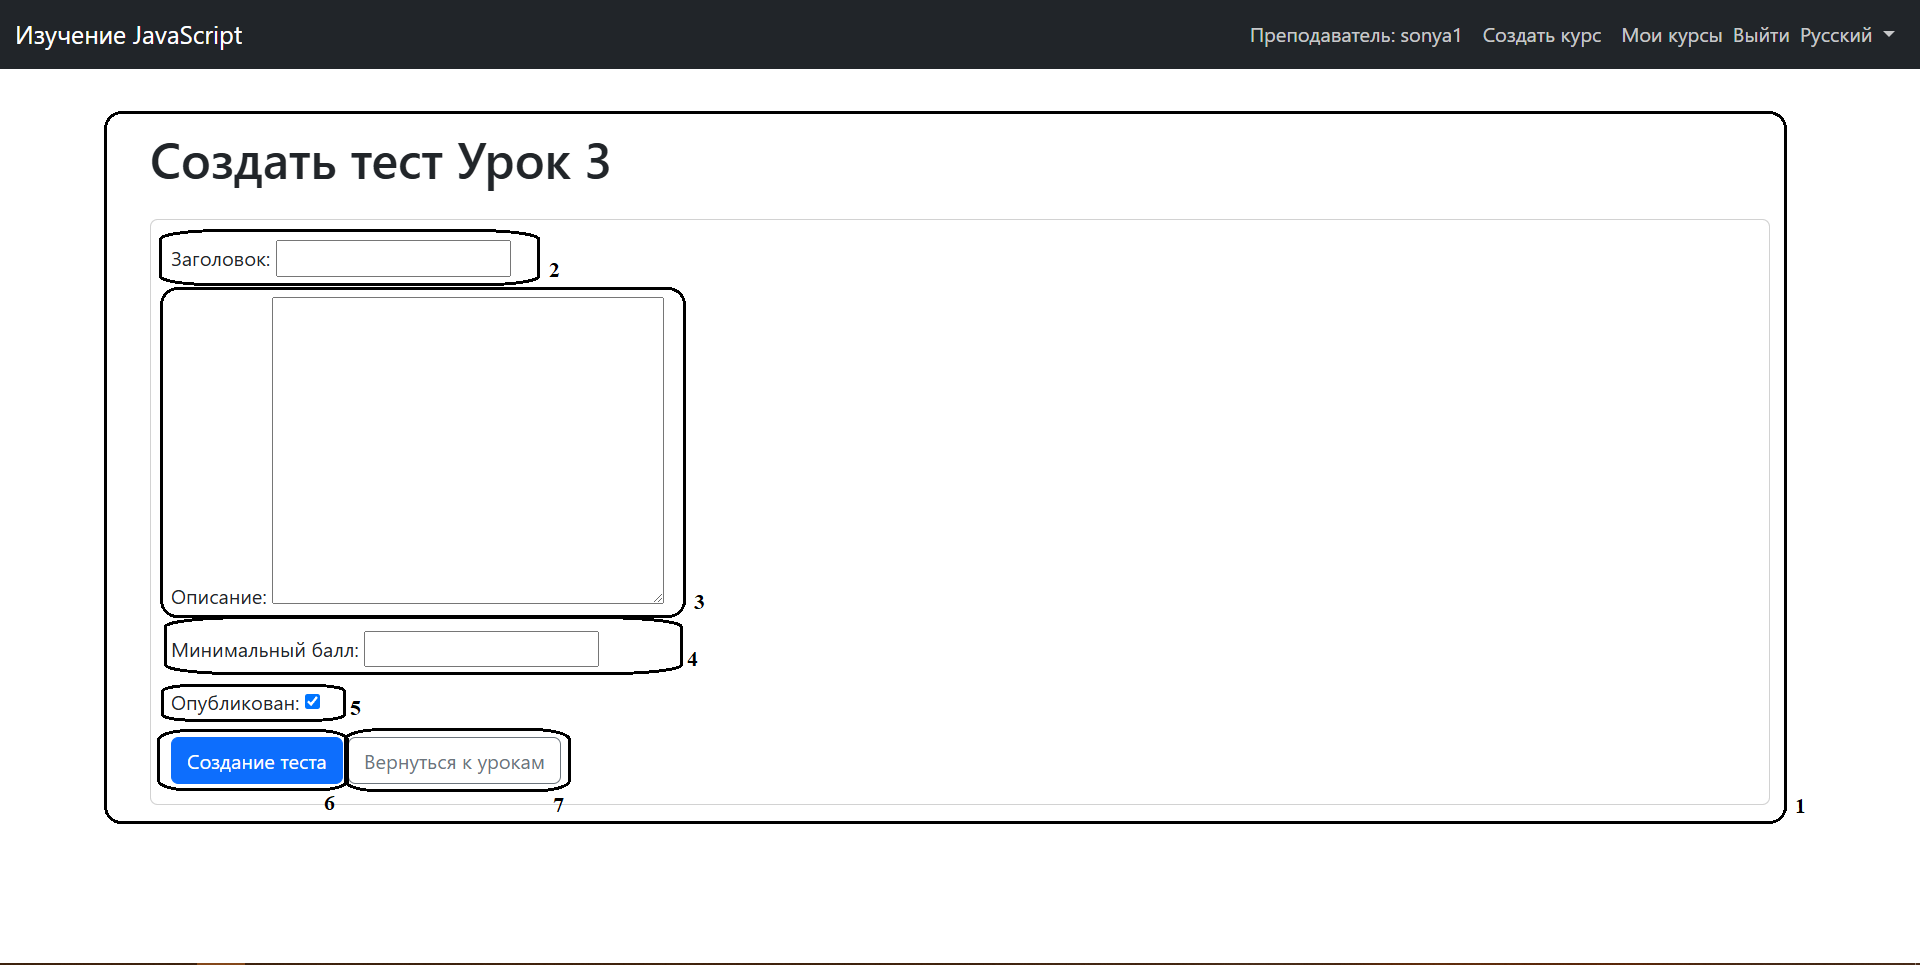 Изучение JavaScript
Преподаватель: sonya1 Создать курс Мои курсы Выйти Русский
Создать тест Урок 3
Заголовок:
2
Описание:
3
Минимальный балл:
4
Опубликован:
5
Создание теста Вернуться к урокам
6 7
1